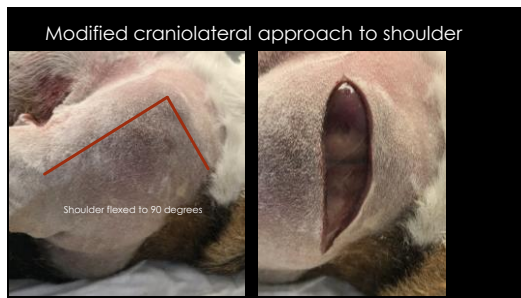 Modified craniolateral approach to shoulder
Shoulder flexed to 90 degrees